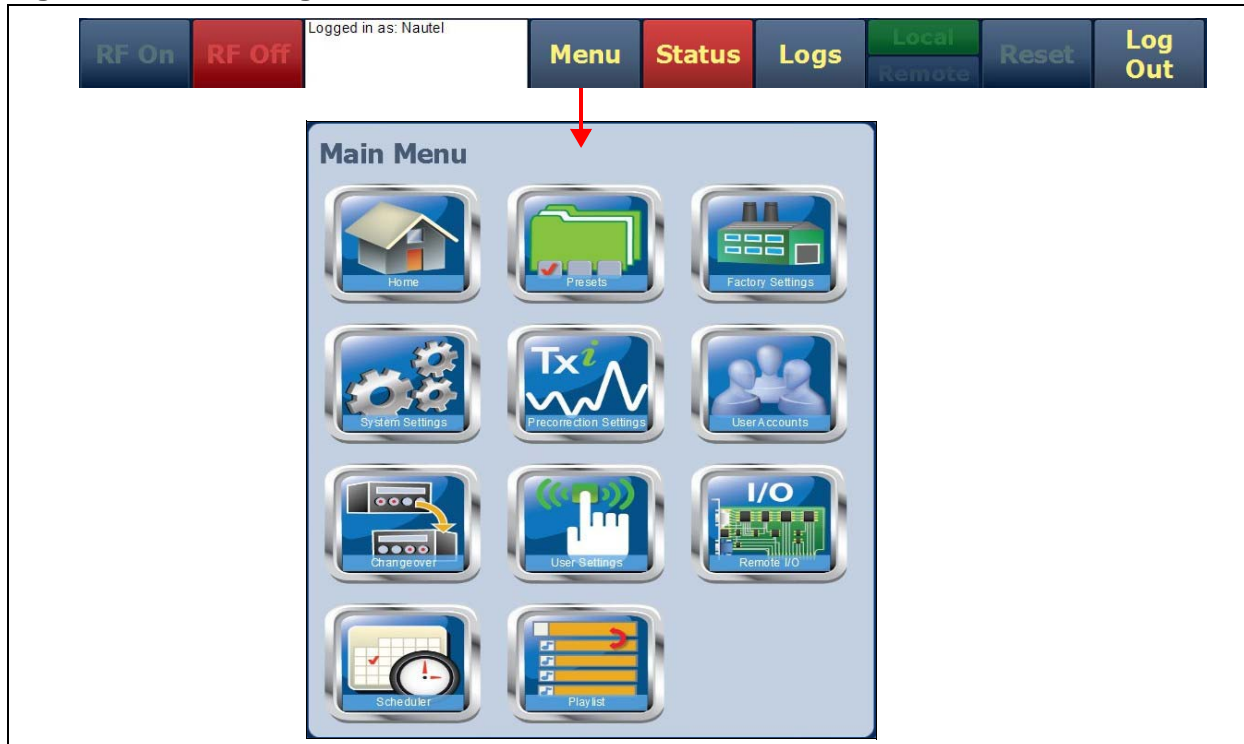 RF On
RF Off
Logged in as: Nautel
Menu
Status
Logs
Local
Remote
Reset
Log
Out
Main Menu
Home
Presets
Factory Settings
System Settings
Txi
Precorrection Settings
User Accounts
Changeover
User Settings
I/O
Remote I/O
Scheduler
Playlist